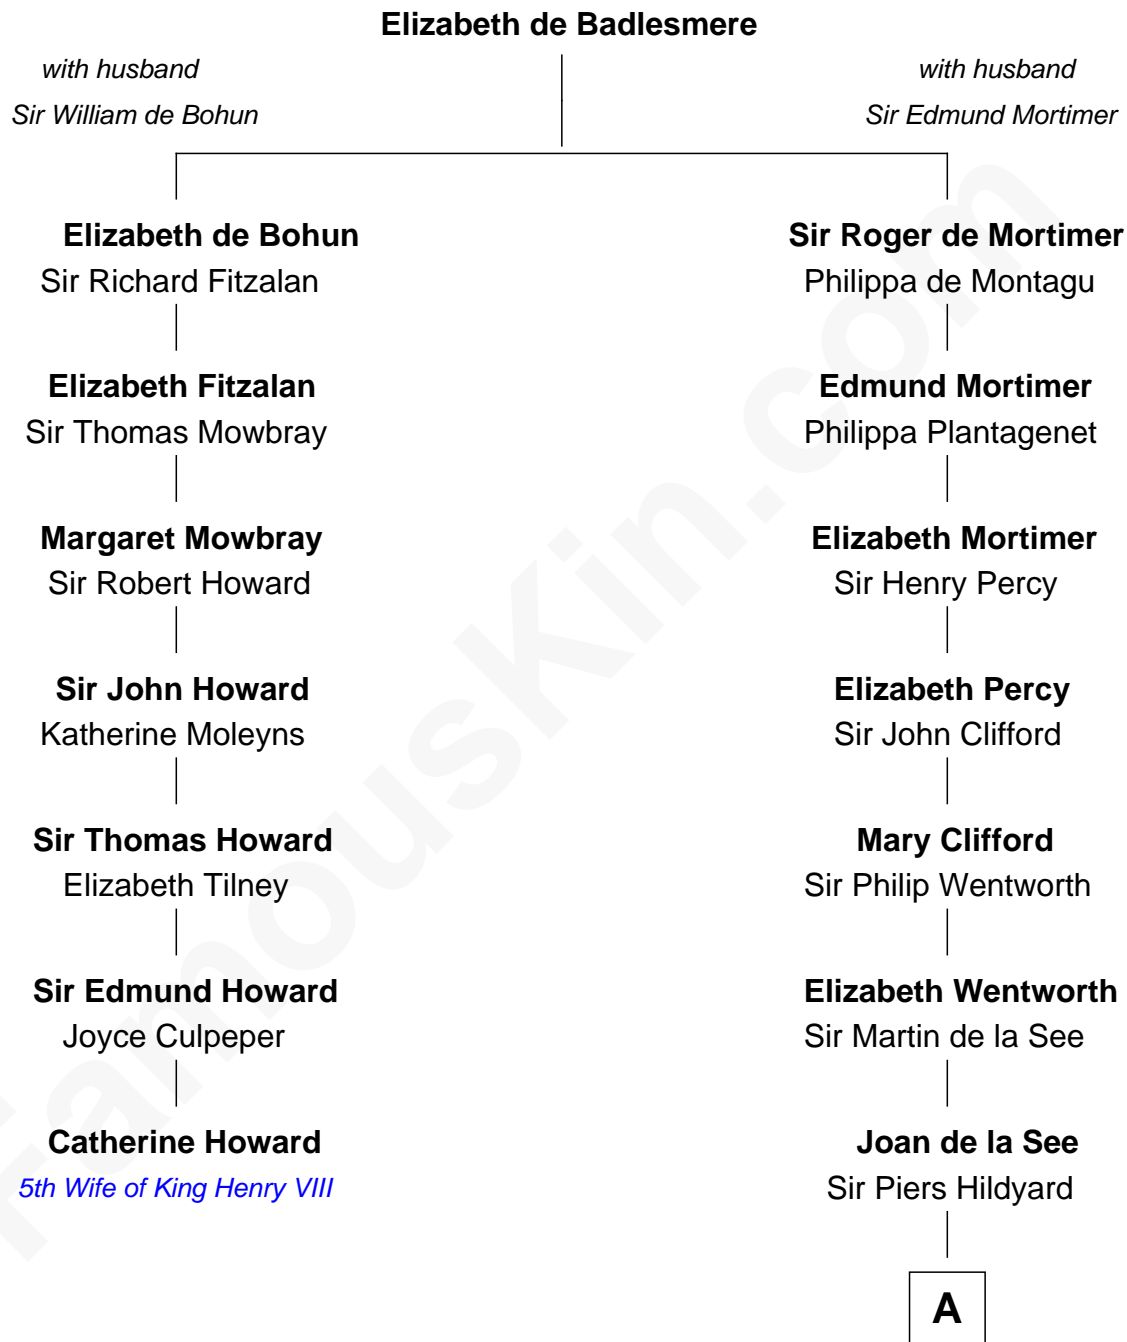 Elizabeth de Badlesmere
with husband
Sir William de Bohun
with husband
Sir Edmund Mortimer
Elizabeth de Bohun
Sir Richard Fitzalan
Sir Roger de Mortimer
Philippa de Montagu
Elizabeth Fitzalan
Sir Thomas Mowbray
Edmund Mortimer
Philippa Plantagenet
Margaret Mowbray
Sir Robert Howard
Elizabeth Mortimer
Sir Henry Percy
Sir John Howard
Katherine Moleyns
Elizabeth Percy
Sir John Clifford
Sir Thomas Howard
Elizabeth Tilney
Mary Clifford
Sir Philip Wentworth
Sir Edmund Howard
Joyce Culpeper
Elizabeth Wentworth
Sir Martin de la See
Catherine Howard
5th Wife of King Henry VIII
Joan de la See
Sir Piers Hildyard
A
FamousKin.com